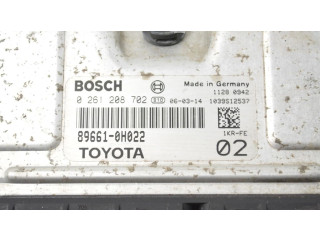 BOSCH
Made in Germany
0 261 208 702 010 06-03-14
1128 0942
1039S12537
89661-0H022
1KR-FE
TOYOTA
02